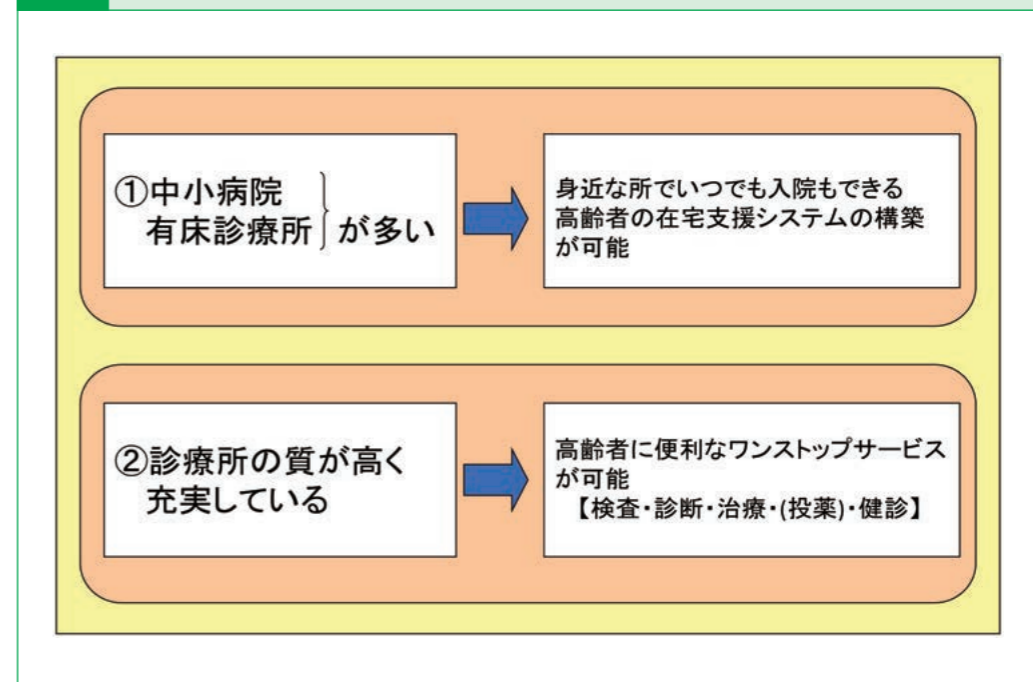 ①中小病院
有床診療所
が多い
身近な所でいつでも入院もできる
高齢者の在宅支援システムの構築
が可能
②診療所の質が高く
充実している
高齢者に便利なワンストップサービス
が可能
【検査・診断・治療・(投薬)・健診】